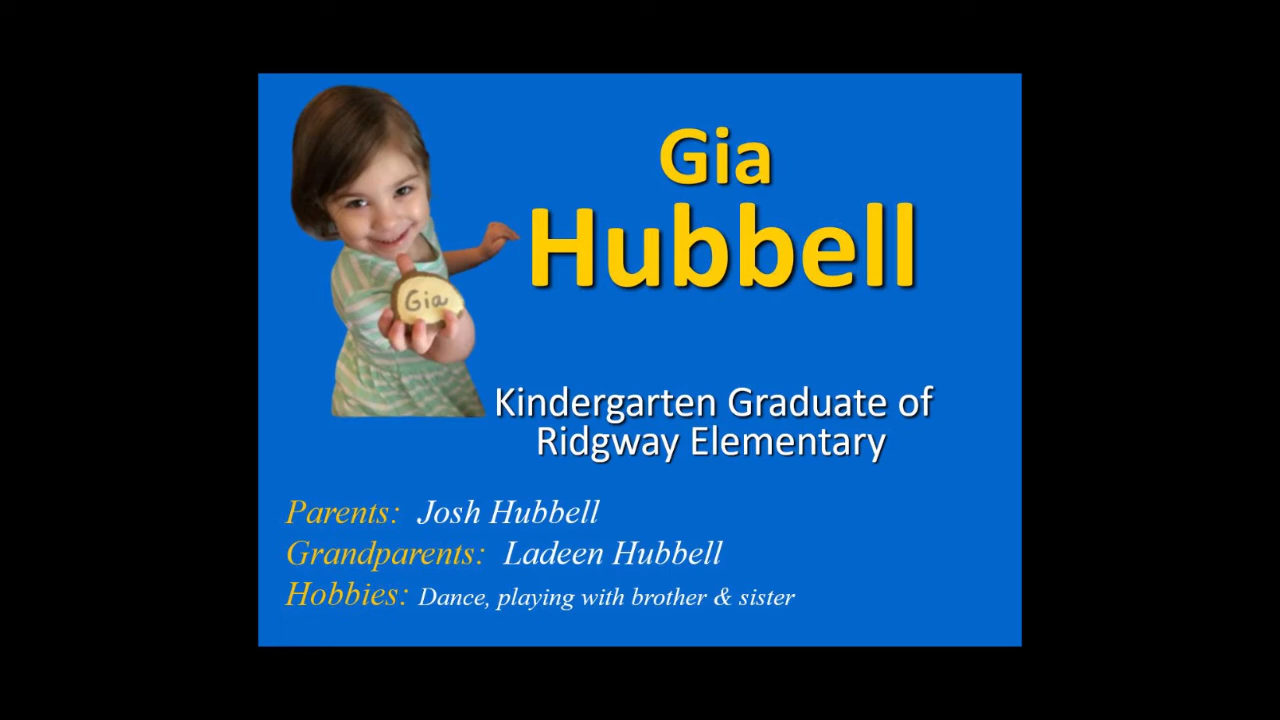 Gia
Hubbell
Gia
Kindergarten Graduate of
Ridgway Elementary
Parents: Josh Hubbell
Grandparents: Ladeen Hubbell
Hobbies: Dance, playing with brother & sister